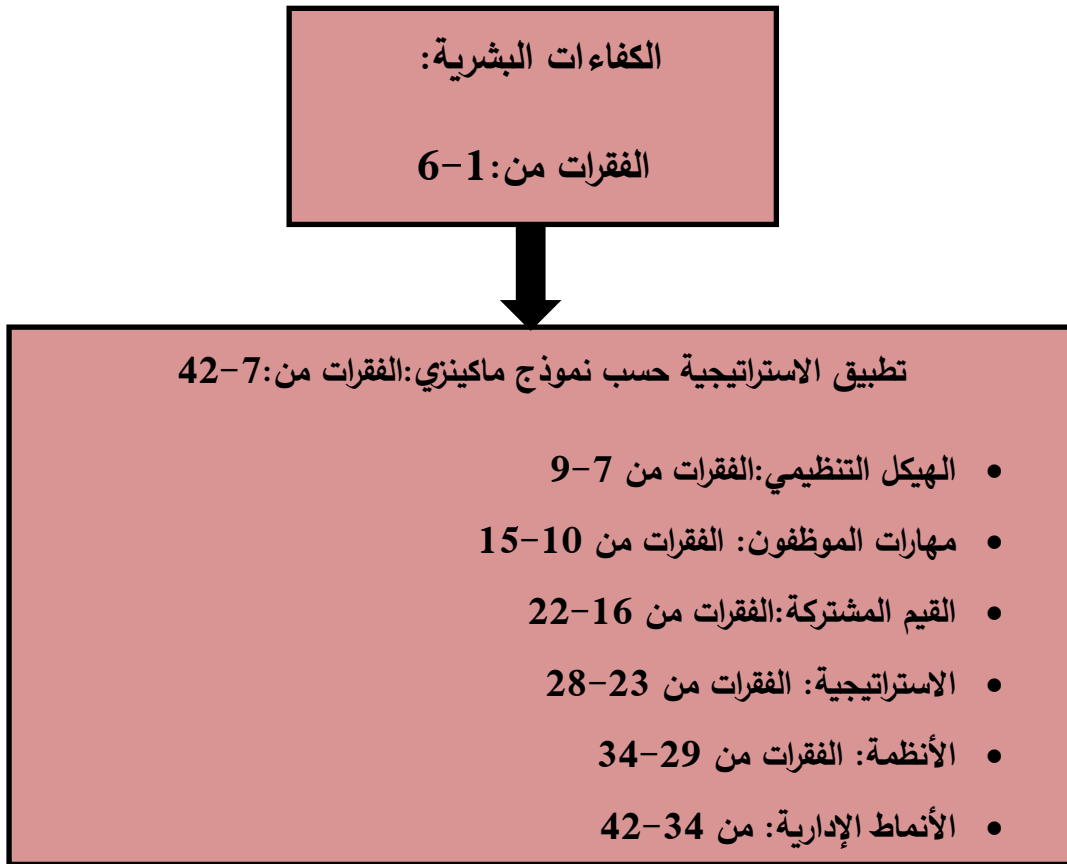 الكفاءات البشرية:
الفقرات من:1-6
تطبيق الاستراتيجية حسب نموذج ماكينزي:الفقرات من:7-42
• الهيكل التنظيمي:الفقرات من 7-9
• مهارات الموظفون: الفقرات من 10-15
• القيم المشتركة:الفقرات من 16-22
• الاستراتيجية: الفقرات من 23-28
• الأنظمة: الفقرات من 29-34
• الأنماط الإدارية: من 34-42